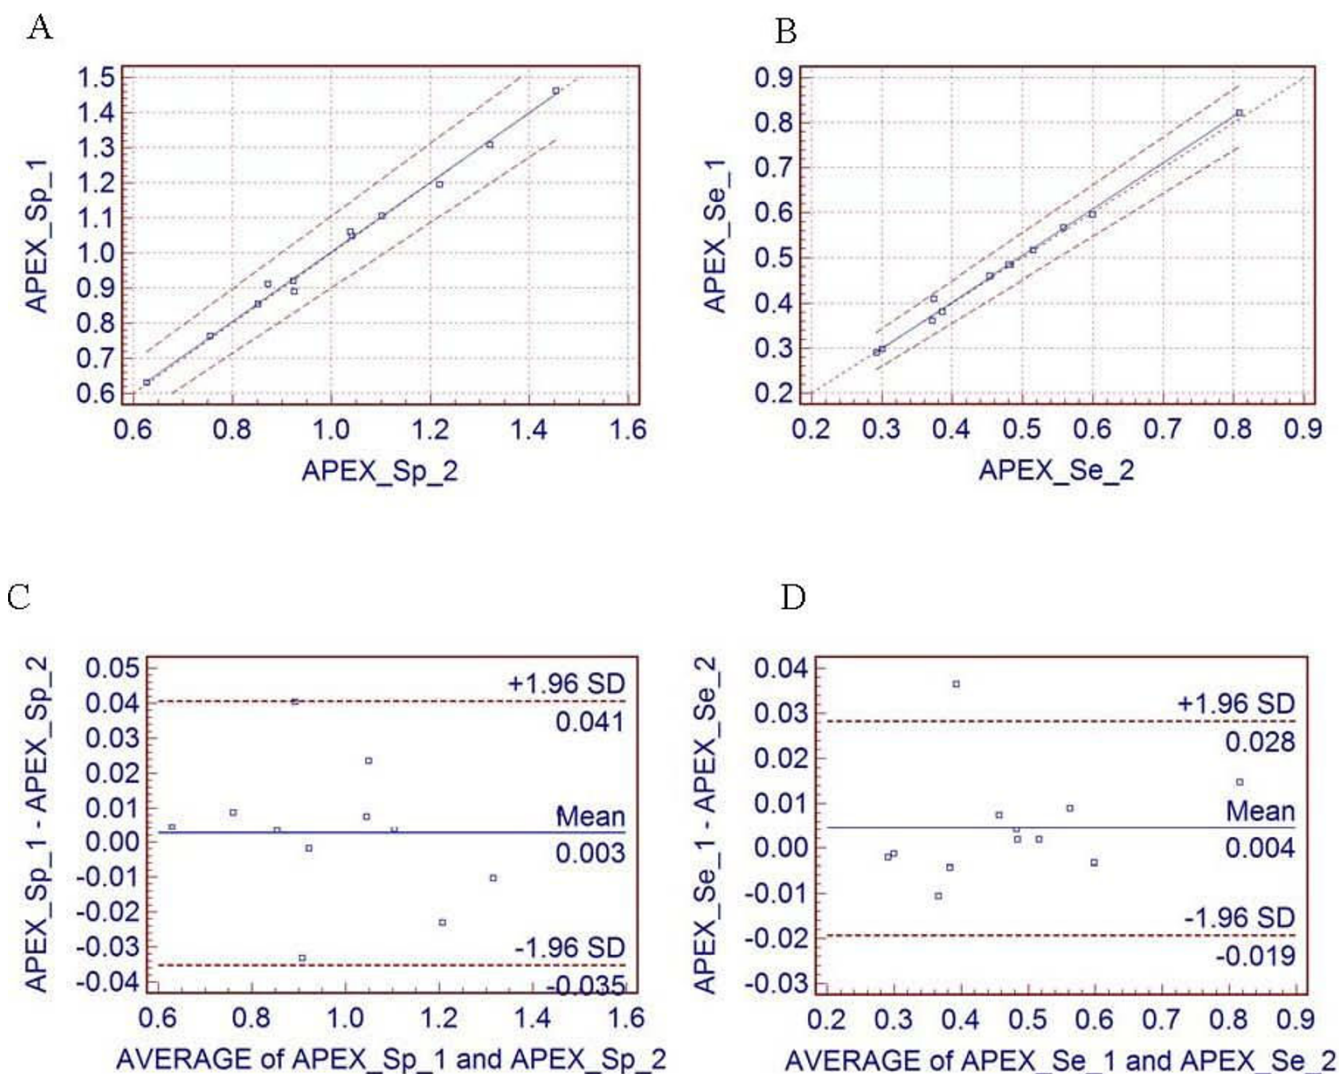 A
APEX_Sp_1
1.5
1.4
1.3
1.2
1.1
1.0
0.9
0.8
0.7
0.6
0.6 0.8 1.0 1.2 1.4 1.6
APEX_Sp_2
B
APEX_Se_1
0.9
0.8
0.7
0.6
0.5
0.4
0.3
0.2
0.2 0.3 0.4 0.5 0.6 0.7 0.8 0.9
APEX_Se_2
C
APEX_Sp_1 - APEX_Sp_2
0.05
0.04
0.03
0.02
0.01
0.00
-0.01
-0.02
-0.03
-0.04
+1.96 SD
0.041
Mean
0.003
-1.96 SD
-0.035
0.6 0.8 1.0 1.2 1.4 1.6
AVERAGE of APEX_Sp_1 and APEX_Sp_2
D
APEX_Se_1 - APEX_Se_2
0.04
0.03
0.02
0.01
0.00
-0.01
-0.02
-0.03
+1.96 SD
0.028
Mean
0.004
-1.96 SD
-0.019
0.2 0.3 0.4 0.5 0.6 0.7 0.8 0.9
AVERAGE of APEX_Se_1 and APEX_Se_2